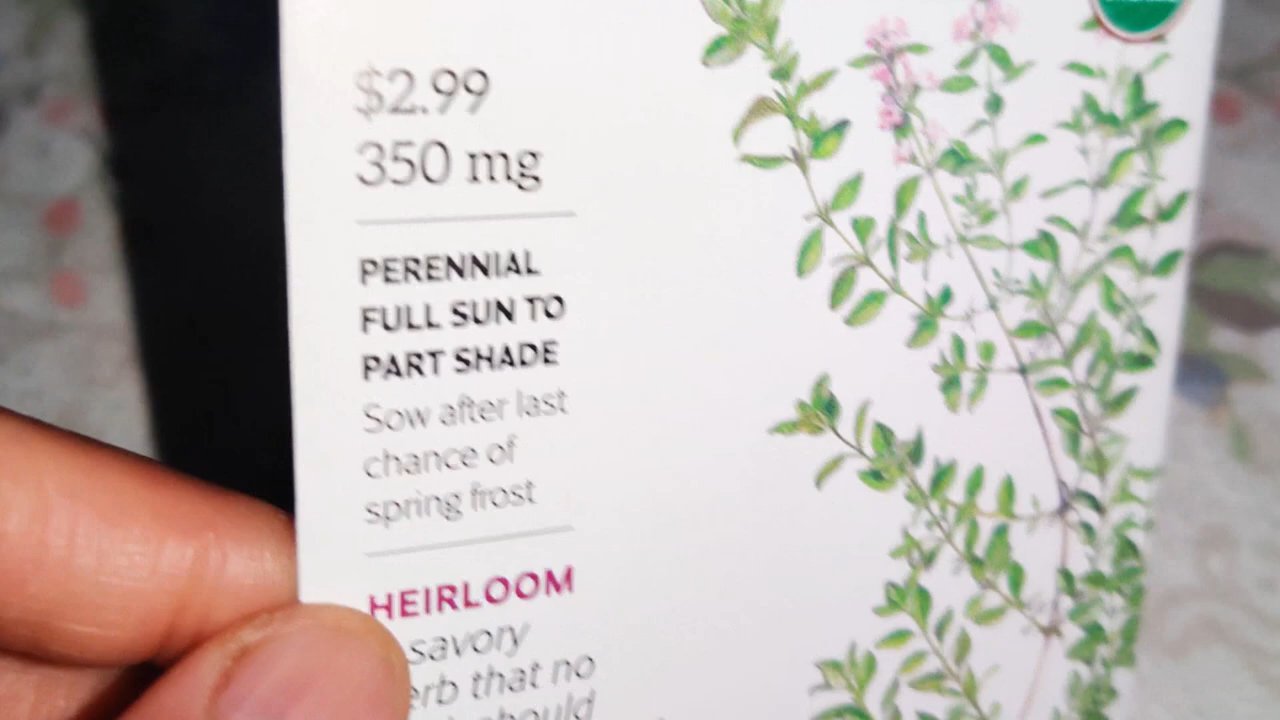 $2.99
350 mg
PERENNIAL
FULL SUN TO
PART SHADE
Sow after last
chance of
spring frost
HEIRLOOM
savory
erb that no
should